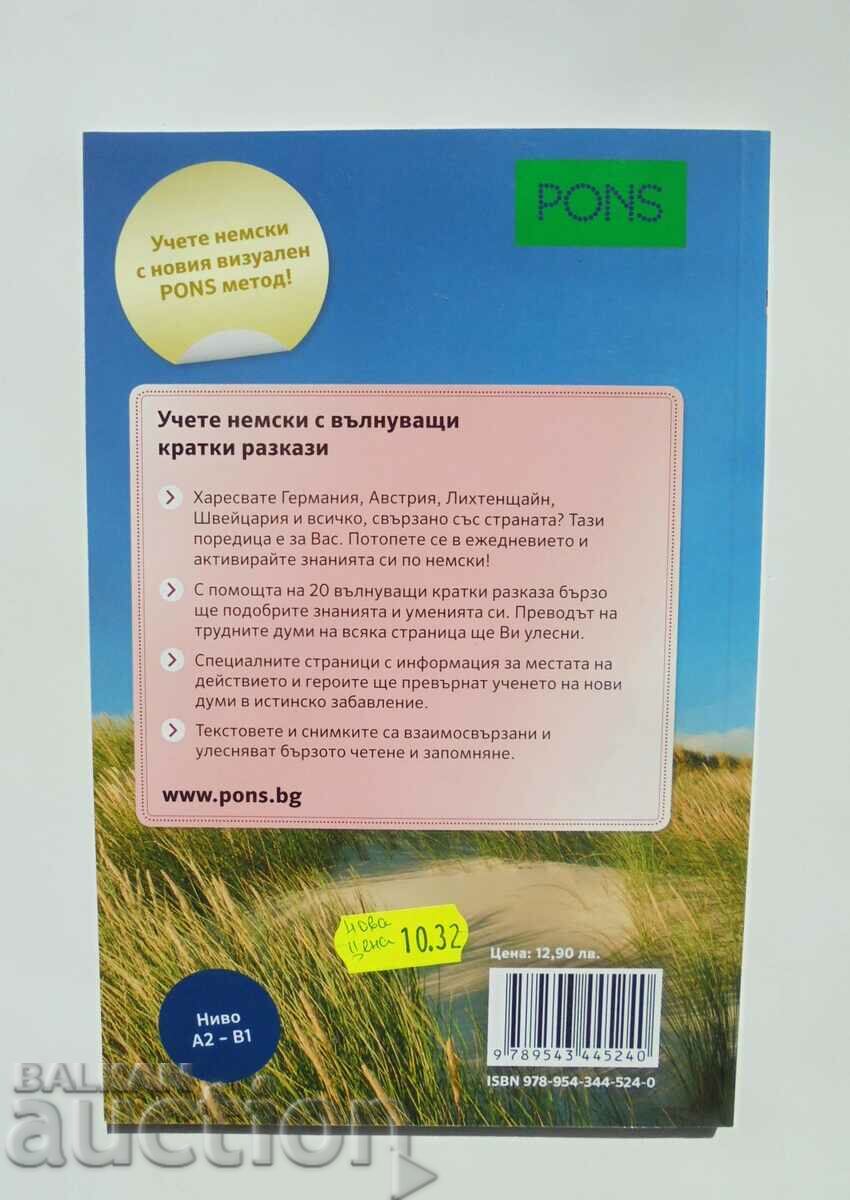 Учете немски
с новия визуален
PONS метод!
PONS
Учете немски с вълнуващи
кратки разкази
Харесвате Германия, Австрия, Лихтенщайн,
Швейцария и всичко, свързано със страната? Тази
поредица е за Вас. Потопете се в ежедневието и
активирайте знанията си по немски!
С помощта на 20 вълнуващи кратки разказа бързо
ще подобрите знанията и уменията си. Преводът на
трудните думи на всяка страница ще Ви улесни.
Специалните страници с информация за местата на
действието и героите ще превърнат ученето на нови
думи в истинско забавление.
Текстовете и снимките са взаимосвързани и
улесняват бързото четене и запомняне.
www.pons.bg
Нова
цена 10.32
Цена: 12,90 лв.
9 789543 445240
ISBN 978-954-344-524-0
Ниво
A2 – B1
BALKAN
auction